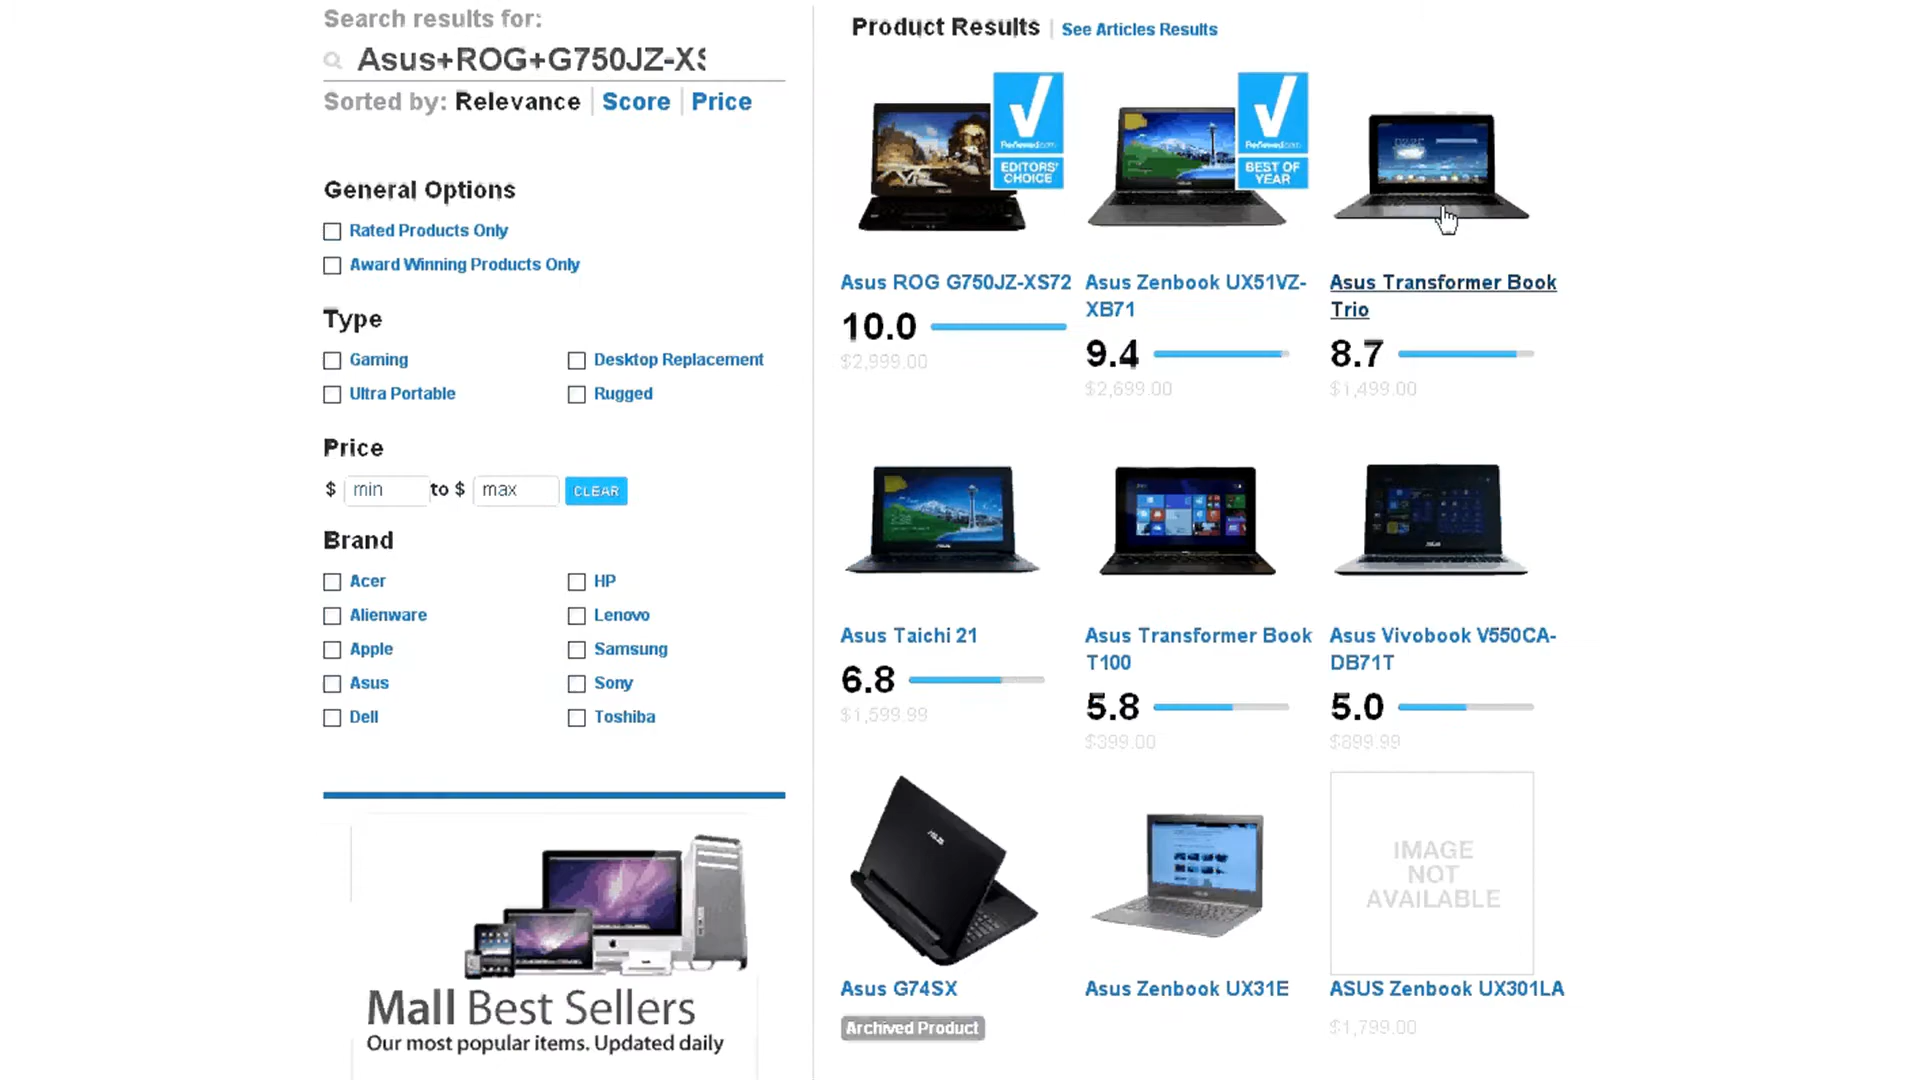 Search results for:
Asus+ROG+G750JZ-XS
Sorted by: Relevance | Score | Price
General Options
Rated Products Only
Award Winning Products Only
Type
Gaming
Desktop Replacement
Ultra Portable
Rugged
Price
$ min to $ max CLEAR
Brand
Acer
HP
Alienware
Lenovo
Apple
Samsung
Asus
Sony
Dell
Toshiba
Mall Best Sellers
Our most popular items. Updated daily
Product Results | See Articles Results
Reviewed.com
EDITORS'
CHOICE
Reviewed.com
BEST OF
YEAR
Asus ROG G750JZ-XS72
10.0
$2,999.00
Asus Zenbook UX51VZ-
XB71
9.4
$2,699.00
Asus Transformer Book
Trio
8.7
$1,499.00
Asus Taichi 21
6.8
$1,599.99
Asus Transformer Book
T100
5.8
$399.00
Asus Vivobook V550CA-
DB71T
5.0
$899.99
Asus G74SX
Archived Product
Asus Zenbook UX31E
IMAGE
NOT
AVAILABLE
ASUS Zenbook UX301LA
$1,799.00